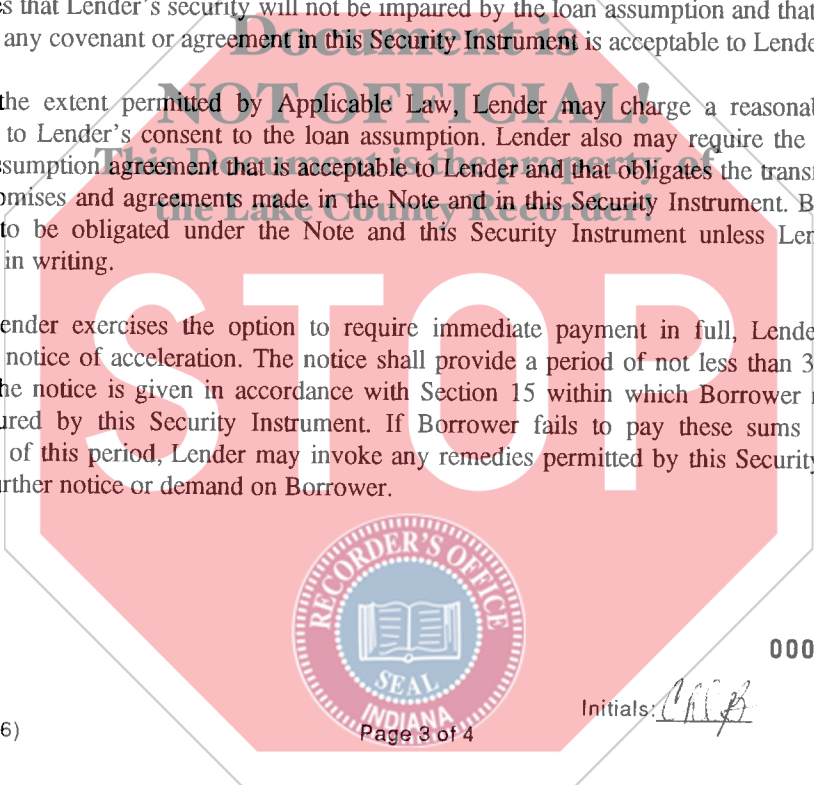 es that Lender's security will not be impaired by the loan assumption and that
any covenant or agreement in this Security Instrument is acceptable to Lende
Document is
NOT OFFICIAL!
This Document is the property of
the Lake County Recorder!
the extent permitted by Applicable Law, Lender may charge a reasonal
to Lender's consent to the loan assumption. Lender also may require the
ssumption agreement that is acceptable to Lender and that obligates the trans
omises and agreements made in the Note and in this Security Instrument. B
to be obligated under the Note and this Security Instrument unless Len
in writing.
ender exercises the option to require immediate payment in full, Lende
notice of acceleration. The notice shall provide a period of not less than 3
he notice is given in accordance with Section 15 within which Borrower
ured by this Security Instrument. If Borrower fails to pay these sums
of this period, Lender may invoke any remedies permitted by this Security
urther notice or demand on Borrower.
STOP
RECORDER'S OFFICE
SEAL
INDIANA
000
Initials:
6)
Page 3 of 4